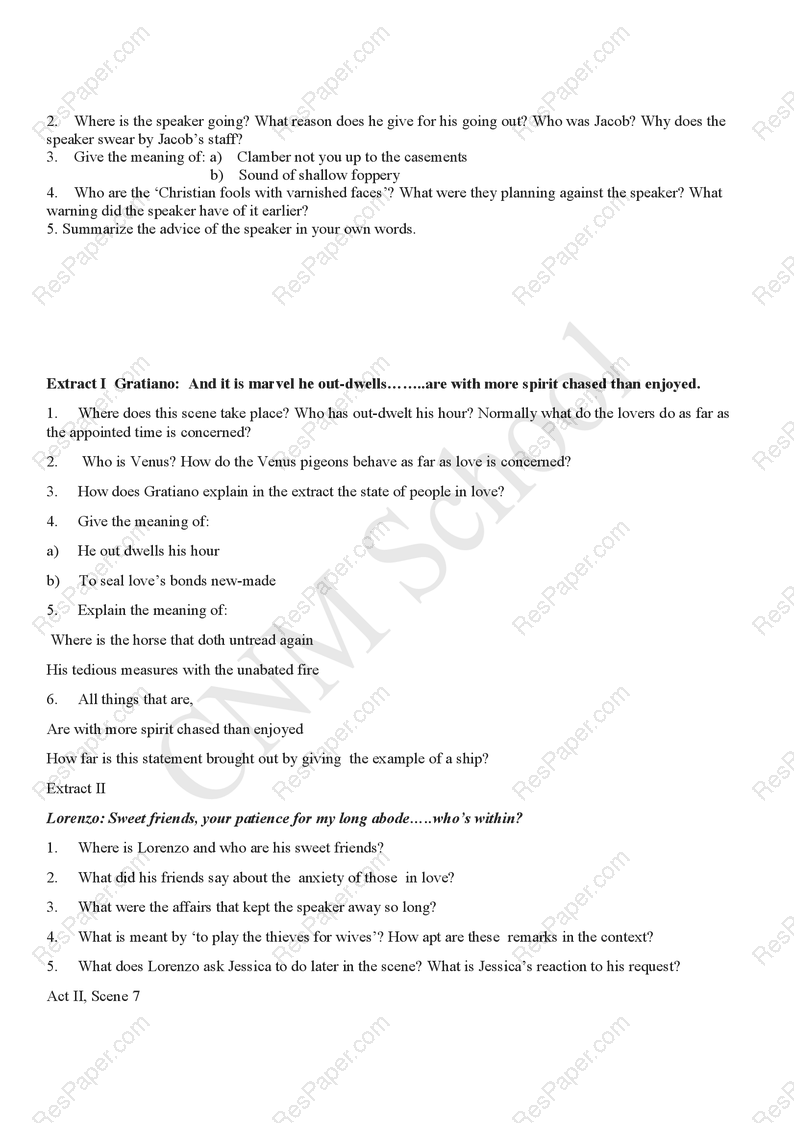 2. Where is the speaker going? What reason does he give for his going out? Who was Jacob? Why does the
speaker swear by Jacob's staff?
3. Give the meaning of: a) Clamber not you up to the casements
b) Sound of shallow foppery
4. Who are the ‘Christian fools with varnished faces’? What were they planning against the speaker? What
warning did the speaker have of it earlier?
5. Summarize the advice of the speaker in your own words.
Extract I Gratiano: And it is marvel he out-dwells……..are with more spirit chased than enjoyed.
1. Where does this scene take place? Who has out-dwelt his hour? Normally what do the lovers do as far as
the appointed time is concerned?
2. Who is Venus? How do the Venus pigeons behave as far as love is concerned?
3. How does Gratiano explain in the extract the state of people in love?
4. Give the meaning of:
a) He out dwells his hour
b) To seal love’s bonds new-made
5. Explain the meaning of:
Where is the horse that doth untread again
His tedious measures with the unabated fire
6. All things that are,
Are with more spirit chased than enjoyed
How far is this statement brought out by giving the example of a ship?
Extract II
Lorenzo: Sweet friends, your patience for my long abode…..who’s within?
1. Where is Lorenzo and who are his sweet friends?
2. What did his friends say about the anxiety of those in love?
3. What were the affairs that kept the speaker away so long?
4. What is meant by ‘to play the thieves for wives’? How apt are these remarks in the context?
5. What does Lorenzo ask Jessica to do later in the scene? What is Jessica’s reaction to his request?
Act II, Scene 7
CNM School
ResPaper.com